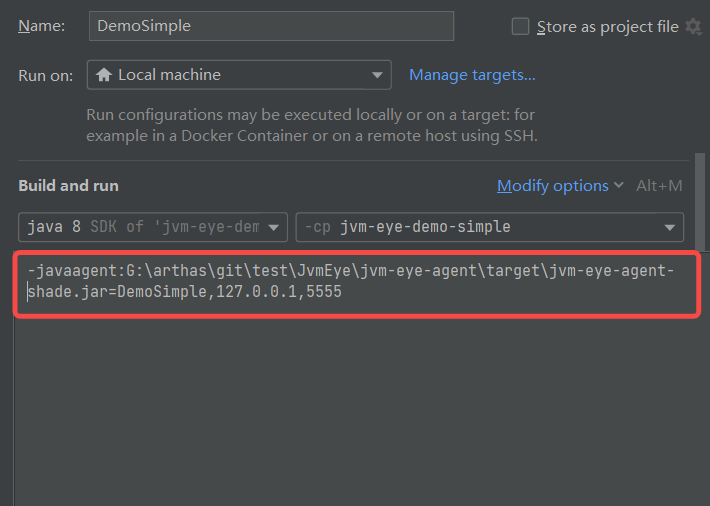 Name: DemoSimple Store as project file
Run on: Local machine Manage targets...
Run configurations may be executed locally or on a target: for
example in a Docker Container or on a remote host using SSH.
Build and run Modify options Alt+M
java 8 SDK of 'jvm-eye-dem -cp jvm-eye-demo-simple
-javaagent:G:\arthas\git\test\JvmEye\jvm-eye-agent\target\jvm-eye-agent-
shade.jar=DemoSimple,127.0.0.1,5555